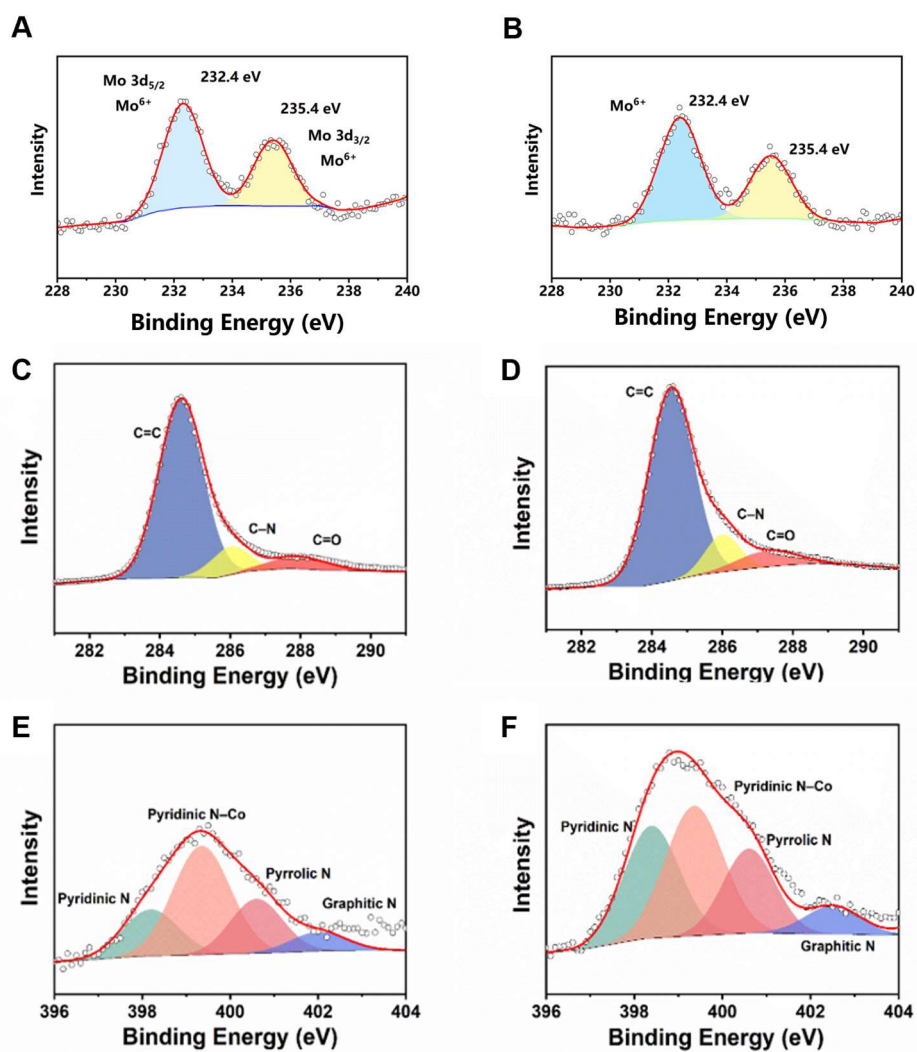 A
Mo 3d5/2
Mo6+
232.4 eV
235.4 eV
Mo 3d3/2
Mo6+
Intensity
228 230 232 234 236 238 240
Binding Energy (eV)
B
Mo6+
232.4 eV
235.4 eV
Intensity
228 230 232 234 236 238 240
Binding Energy (eV)
C
C=C
C–N
C=O
Intensity
282 284 286 288 290
Binding Energy (eV)
D
C=C
C–N
C=O
Intensity
282 284 286 288 290
Binding Energy (eV)
E
Pyridinic N–Co
Pyridinic N
Pyrrolic N
Graphitic N
Intensity
396 398 400 402 404
Binding Energy (eV)
F
Pyridinic N–Co
Pyridinic N
Pyrrolic N
Graphitic N
Intensity
396 398 400 402 404
Binding Energy (eV)